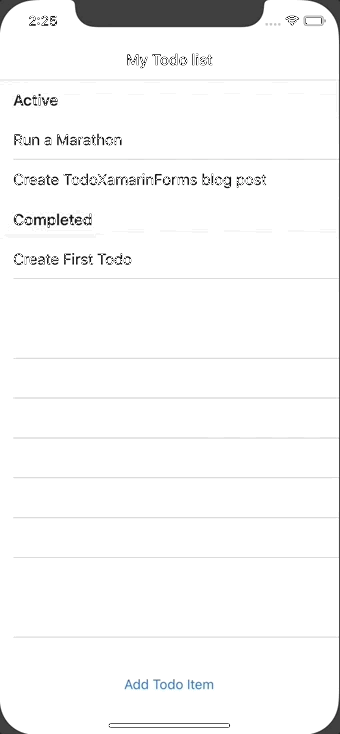 2:26
My Todo list
Active
Run a Marathon
Create TodoXamarinForms blog post
Completed
Create First Todo
Add Todo Item